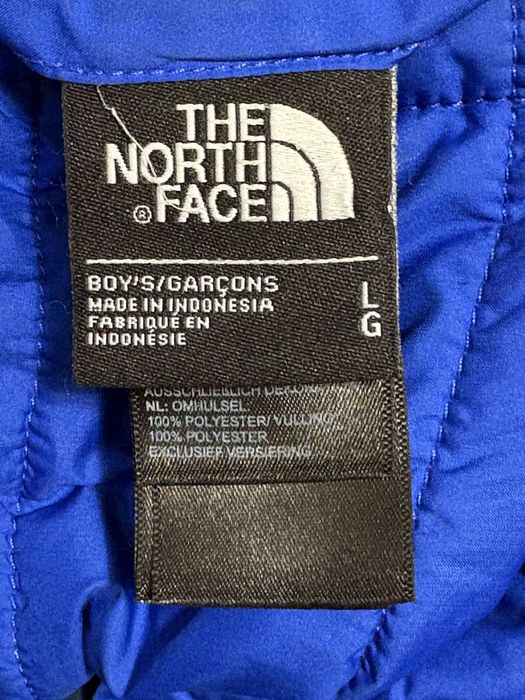 THE
NORTH
® FACE
BOY'S/GARÇONS
MADE IN INDONESIA
FABRIQUÉ EN
INDONÉSIE
L
G
AUSSCHLIEßLICH
NL: OMHULSEL:
100% POLYESTER/ VULLING:
100% POLYESTER
EXCLUSIEF VERSIERING